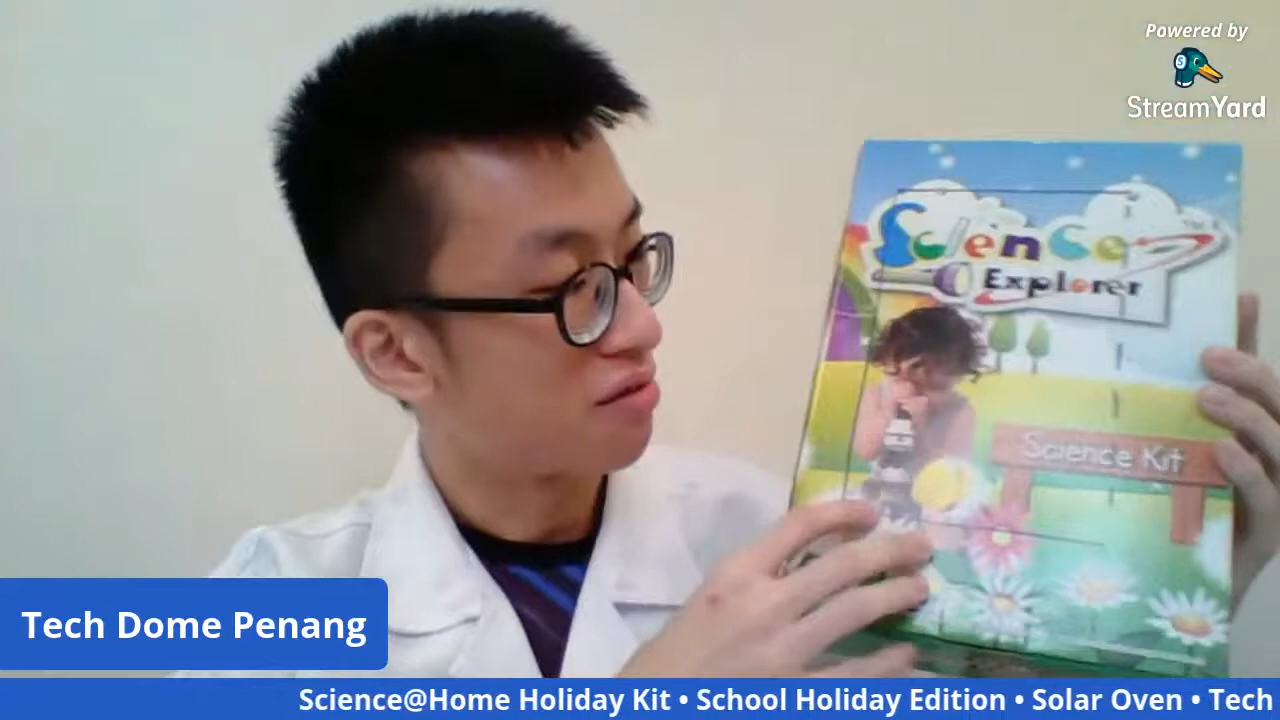 Powered by
StreamYard
Science
Explorer
Science Kit
Tech Dome Penang
Science@Home Holiday Kit • School Holiday Edition • Solar Oven • Tech